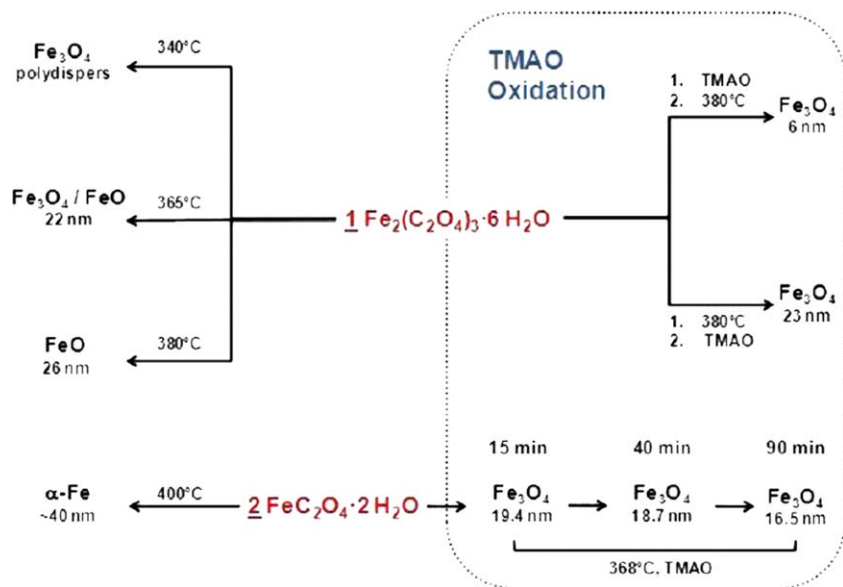 340°C
Fe₃O₄
polydispers
TMAO
Oxidation
1. TMAO
2. 380°C
Fe₃O₄
6 nm
Fe₃O₄ / FeO
22 nm
365°C
1 Fe₂(C₂O₄)₃·6 H₂O
FeO
26 nm
380°C
1. 380°C
2. TMAO
Fe₃O₄
23 nm
15 min
40 min
90 min
α-Fe
~40 nm
400°C
2 FeC₂O₄·2 H₂O
Fe₃O₄
19.4 nm
Fe₃O₄
18.7 nm
Fe₃O₄
16.5 nm
368°C, TMAO